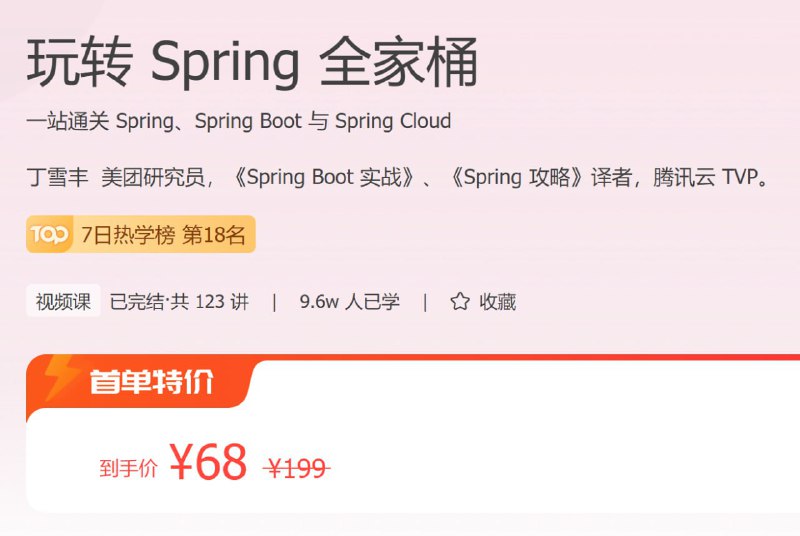 玩转 Spring 全家桶
一站通关 Spring、Spring Boot 与 Spring Cloud
丁雪丰 美团研究员，《Spring Boot 实战》、《Spring 攻略》译者，腾讯云 TVP。
TOP 7日热学榜 第18名
视频课 已完结·共 123 讲 | 9.6w 人已学 | 收藏
首单特价
到手价 ¥68 ¥199